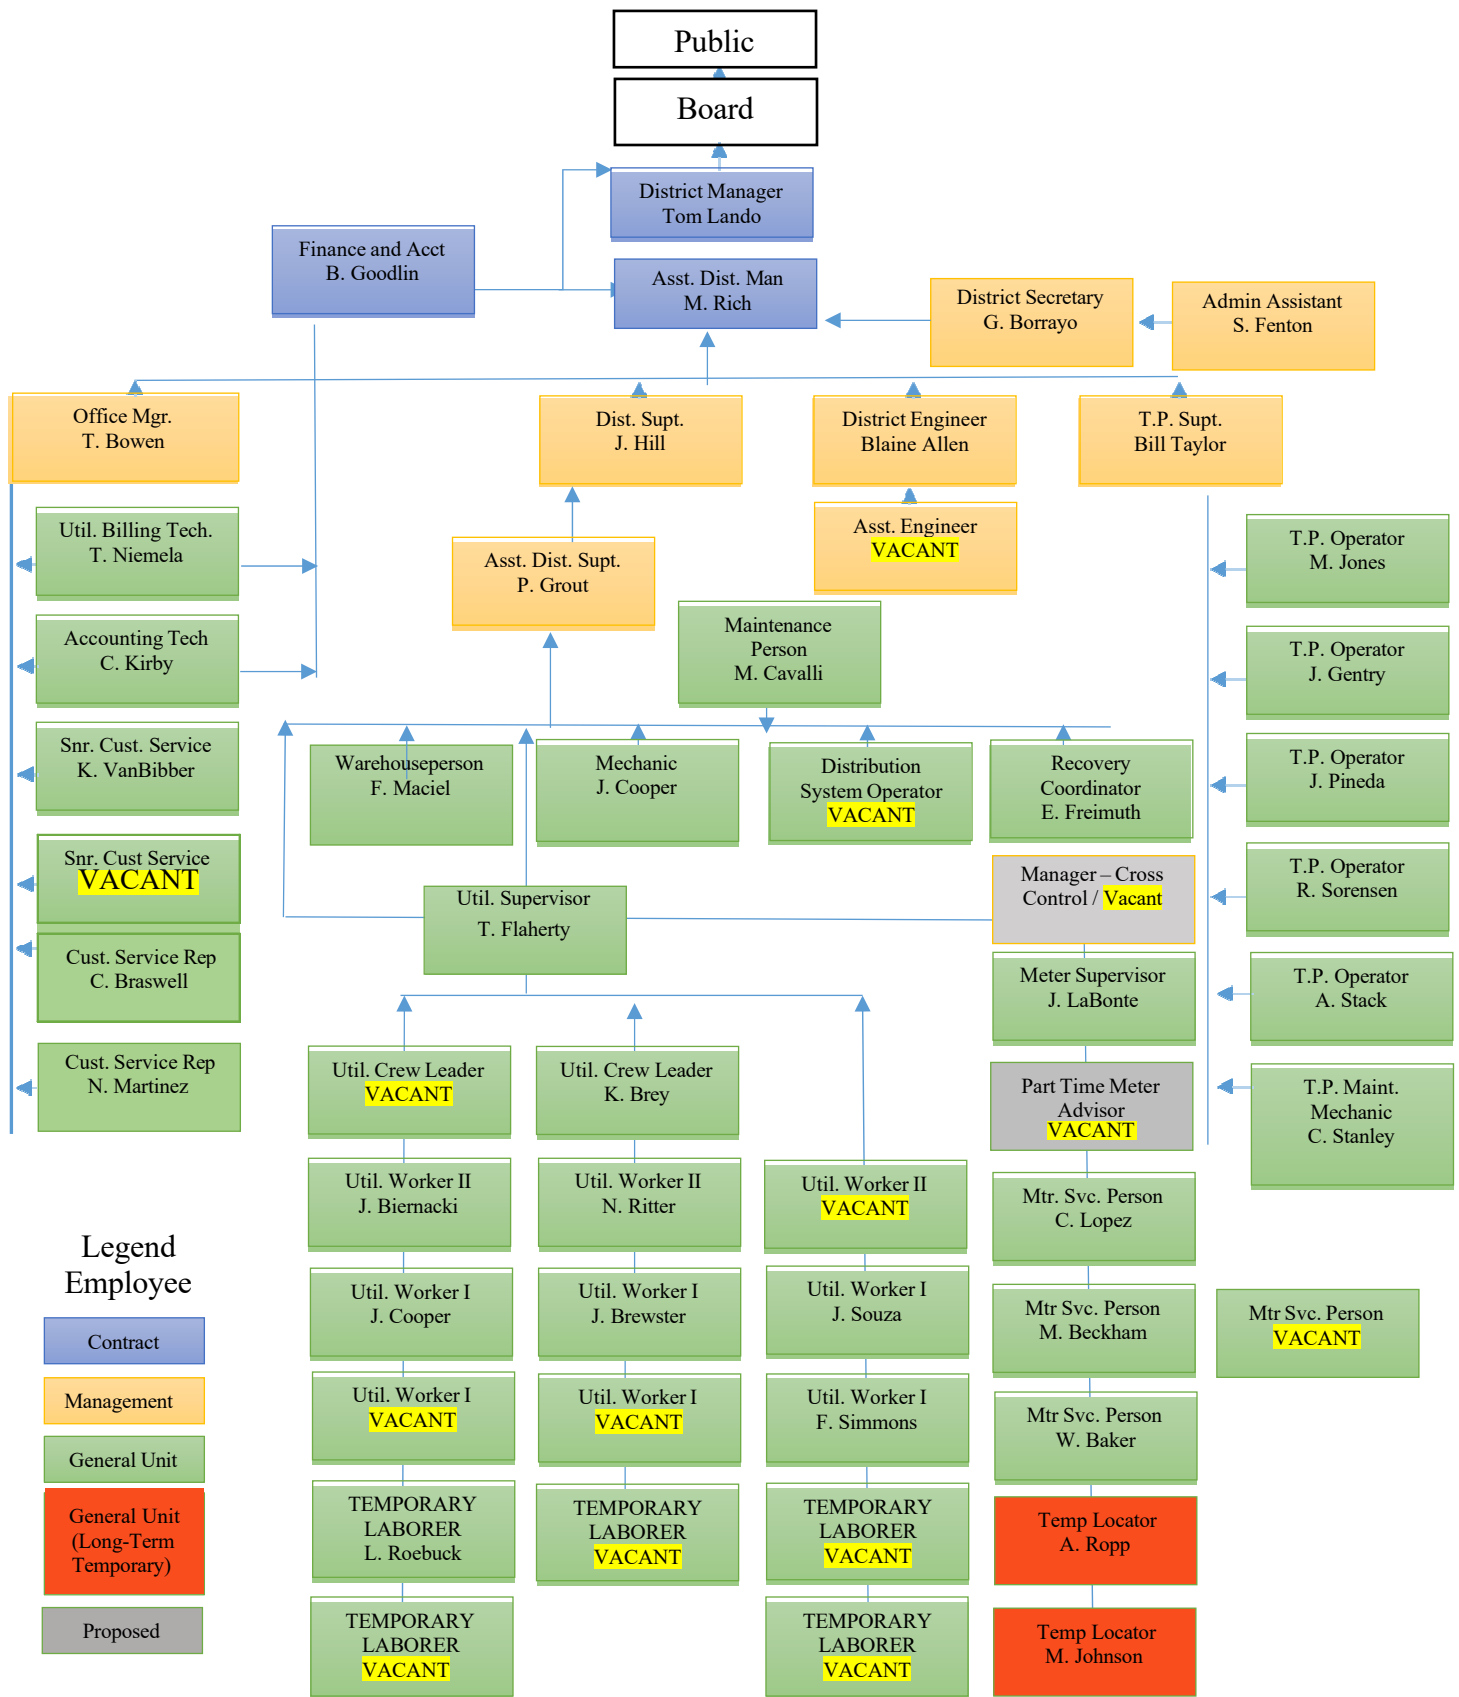 Public
Board
District Manager
Tom Lando
Finance and Acct
B. Goodlin
Asst. Dist. Man
M. Rich
District Secretary
G. Borrayo
Admin Assistant
S. Fenton
Office Mgr.
T. Bowen
Dist. Supt.
J. Hill
District Engineer
Blaine Allen
T.P. Supt.
Bill Taylor
Util. Billing Tech.
T. Niemela
Accounting Tech
C. Kirby
Snr. Cust. Service
K. VanBibber
Snr. Cust Service
VACANT
Cust. Service Rep
C. Braswell
Cust. Service Rep
N. Martinez
Asst. Dist. Supt.
P. Grout
Asst. Engineer
VACANT
Maintenance
Person
M. Cavalli
Warehouseperson
F. Maciel
Mechanic
J. Cooper
Distribution
System Operator
VACANT
Recovery
Coordinator
E. Freimuth
Util. Supervisor
T. Flaherty
Manager – Cross
Control / Vacant
Meter Supervisor
J. LaBonte
Part Time Meter
Advisor
VACANT
Mtr. Svc. Person
C. Lopez
Mtr Svc. Person
M. Beckham
Mtr Svc. Person
W. Baker
Temp Locator
A. Ropp
Temp Locator
M. Johnson
Mtr Svc. Person
VACANT
T.P. Operator
M. Jones
T.P. Operator
J. Gentry
T.P. Operator
J. Pineda
T.P. Operator
R. Sorensen
T.P. Operator
A. Stack
T.P. Maint.
Mechanic
C. Stanley
Util. Crew Leader
VACANT
Util. Worker II
J. Biernacki
Util. Worker I
J. Cooper
Util. Worker I
VACANT
TEMPORARY
LABORER
L. Roebuck
TEMPORARY
LABORER
VACANT
Util. Crew Leader
K. Brey
Util. Worker II
N. Ritter
Util. Worker I
J. Brewster
Util. Worker I
VACANT
TEMPORARY
LABORER
VACANT
Util. Worker II
VACANT
Util. Worker I
J. Souza
Util. Worker I
F. Simmons
TEMPORARY
LABORER
VACANT
TEMPORARY
LABORER
VACANT
Legend
Employee
Contract
Management
General Unit
General Unit
(Long-Term
Temporary)
Proposed